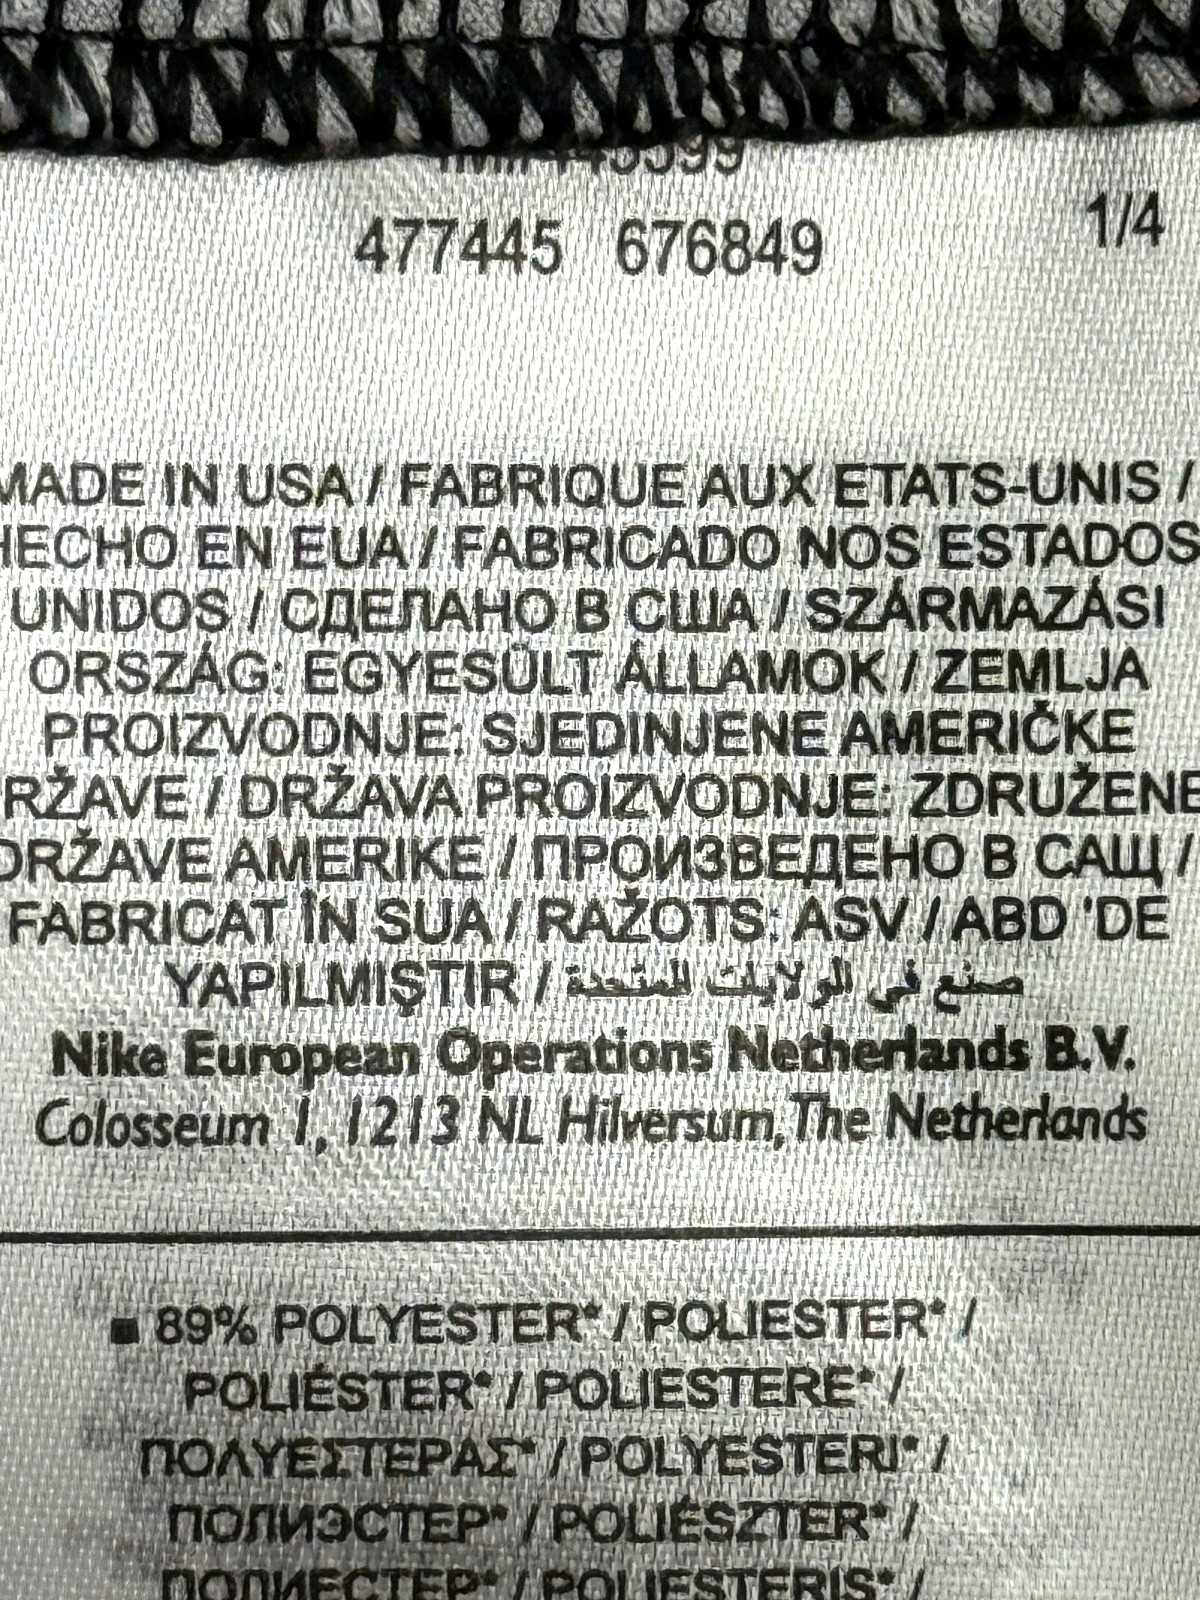 477445 676849
1/4
MADE IN USA / FABRIQUE AUX ETATS-UNIS /
HECHO EN EUA / FABRICADO NOS ESTADOS
UNIDOS / СДЕЛАНО В США / SZÁRMAZÁSI
ORSZÁG: EGYESÜLT ÁLLAMOK / ZEMLJA
PROIZVODNJE: SJEDINJENE AMERIČKE
RŽAVE / DRŽAVA PROIZVODNJE: ZDRUŽENE
DRŽAVE AMERIKE / ПРОИЗВЕДЕНО В САЩ /
FABRICAT ÎN SUA / RAŽOTS: ASV / ABD 'DE
YAPILMIŞTIR / صنع في الولايات المتحدة
Nike European Operations Netherlands B.V.
Colosseum 1, 1213 NL Hilversum, The Netherlands
■ 89% POLYESTER* / POLIESTER* /
POLIÉSTER* / POLIESTERE* /
ΠΟΛΥΕΣΤΕΡΑΣ* / POLYESTERI* /
ПОЛИЭСТЕР* / POLIÉSZTER* /
ПОЛИЕСТЕР* / POLIESTERIS* /